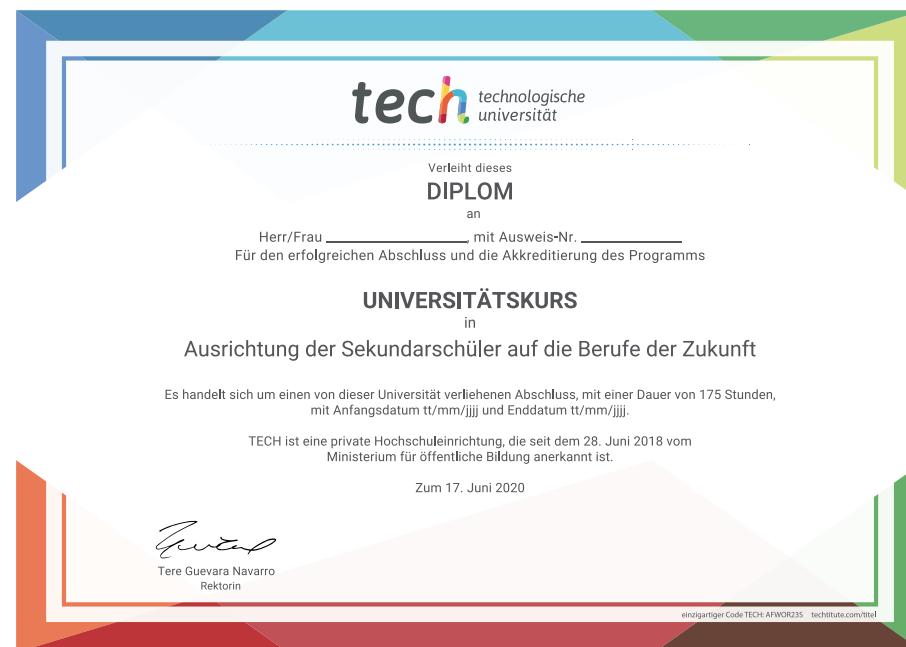 tech technologische
universität
Verleiht dieses
DIPLOM
an
Herr/Frau ____________________, mit Ausweis-Nr. ______________
Für den erfolgreichen Abschluss und die Akkreditierung des Programms
UNIVERSITÄTSKURS
in
Ausrichtung der Sekundarschüler auf die Berufe der Zukunft
Es handelt sich um einen von dieser Universität verliehenen Abschluss, mit einer Dauer von 175 Stunden,
mit Anfangsdatum tt/mm/jjjj und Enddatum tt/mm/jjjj.
TECH ist eine private Hochschuleinrichtung, die seit dem 28. Juni 2018 vom
Ministerium für öffentliche Bildung anerkannt ist.
Zum 17. Juni 2020
Tere Guevara Navarro
Rektorin
einzigartiger Code TECH: AFWOR23S techtitute.com/titel